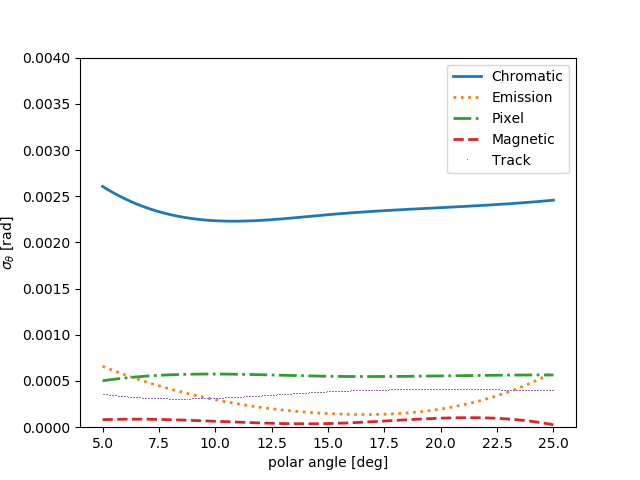 0.0040
0.0035
0.0030
0.0025
0.0020
0.0015
0.0010
0.0005
0.0000
σθ [rad]
Chromatic
Emission
Pixel
Magnetic
Track
5.0 7.5 10.0 12.5 15.0 17.5 20.0 22.5 25.0
polar angle [deg]